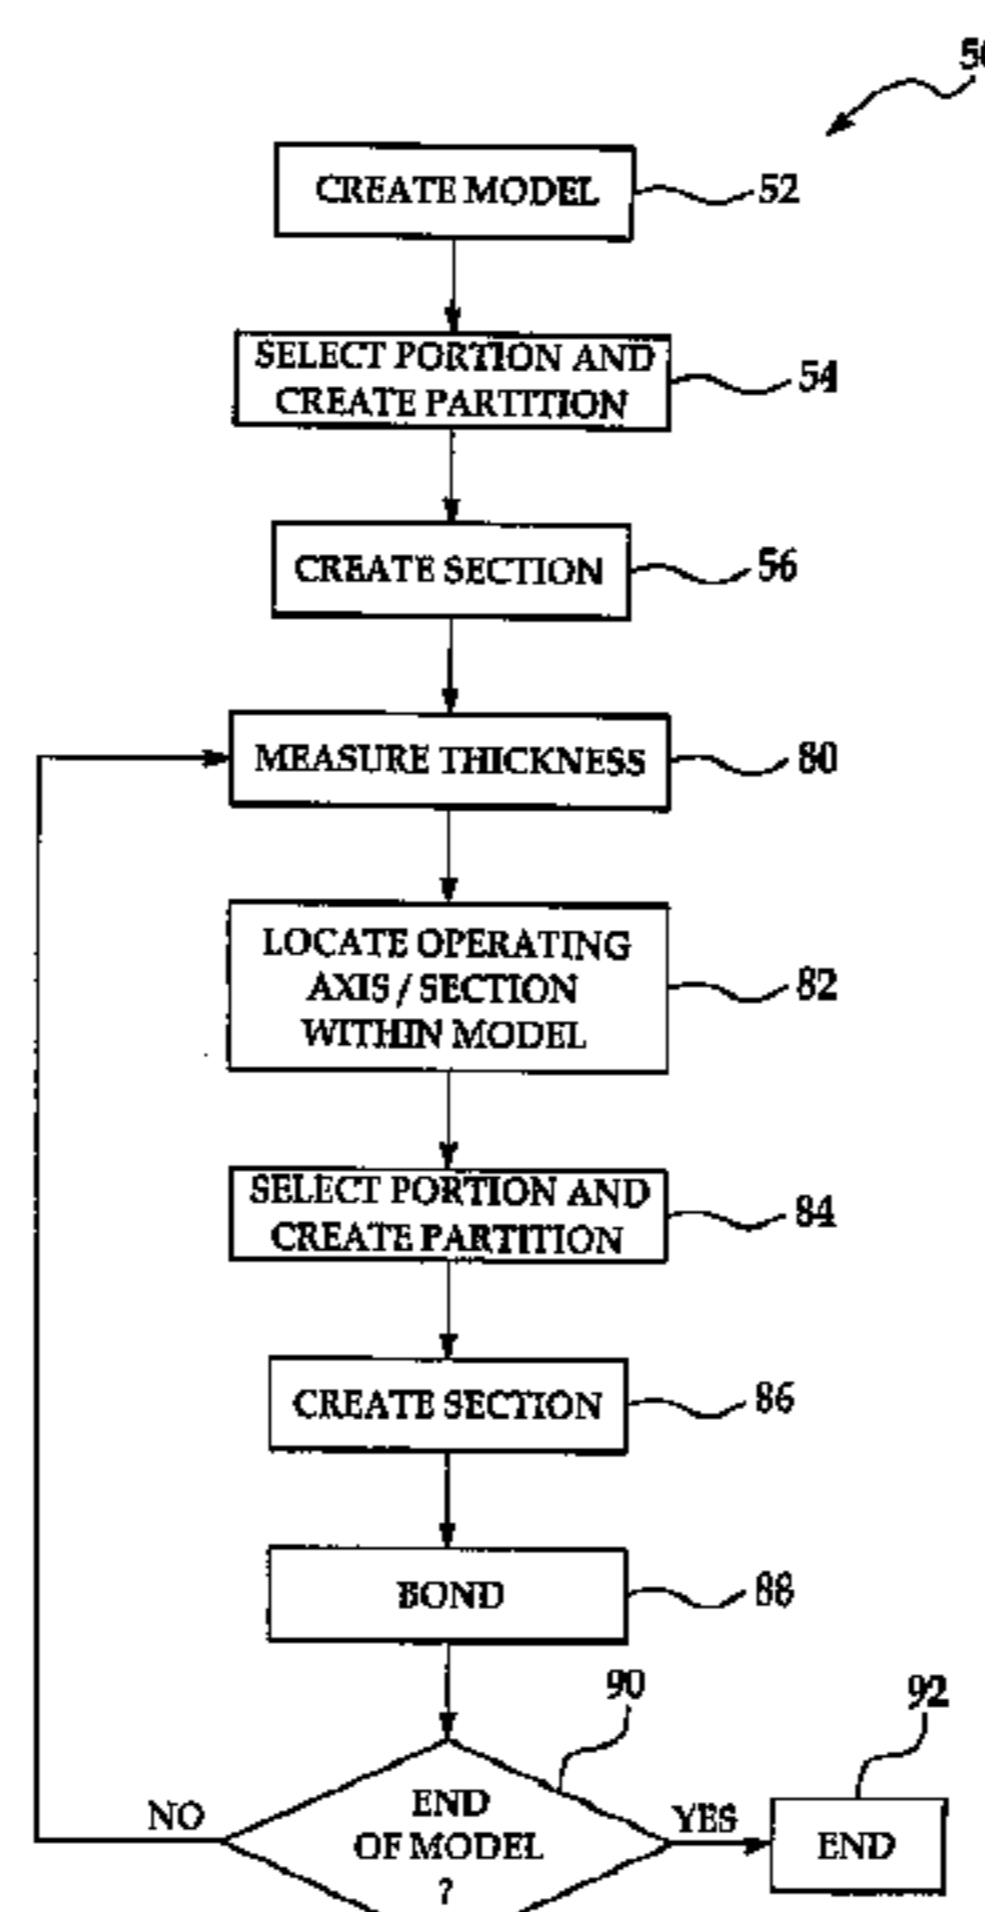 CREATE MODEL
52
SELECT PORTION AND
CREATE PARTITION
54
CREATE SECTION
56
MEASURE THICKNESS
80
LOCATE OPERATING
AXIS / SECTION
WITHIN MODEL
82
SELECT PORTION AND
CREATE PARTITION
84
CREATE SECTION
86
BOND
88
90
92
NO
END
OF MODEL
?
YES
END